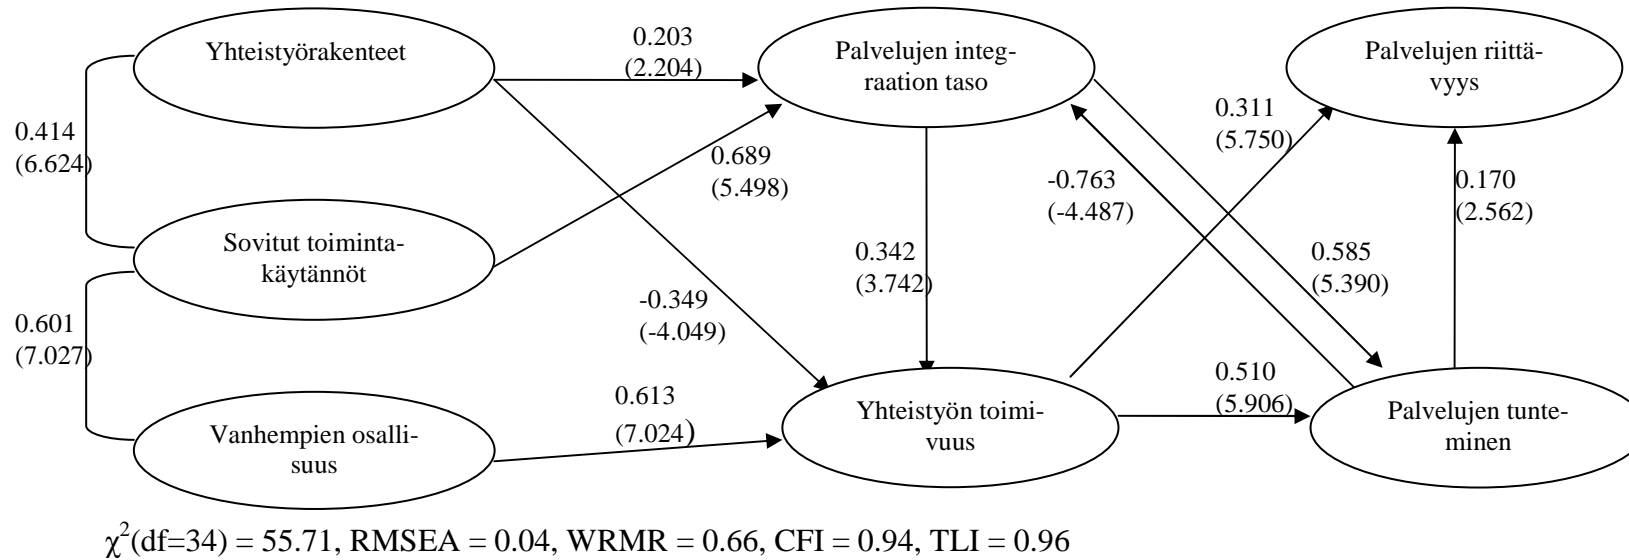 Yhteistyörakenteet
0.203
(2.204)
Palvelujen integ-
raation taso
Palvelujen riittä-
vyys
0.414
(6.624)
0.689
(5.498)
0.311
(5.750)
-0.763
(-4.487)
0.170
(2.562)
Sovitut toiminta-
käytännöt
0.342
(3.742)
0.585
(5.390)
-0.349
(-4.049)
0.601
(7.027)
0.613
(7.024)
0.510
(5.906)
Vanhempien osalli-
suus
Yhteistyön toimi-
vuus
Palvelujen tunte-
minen
χ²(df=34) = 55.71, RMSEA = 0.04, WRMR = 0.66, CFI = 0.94, TLI = 0.96